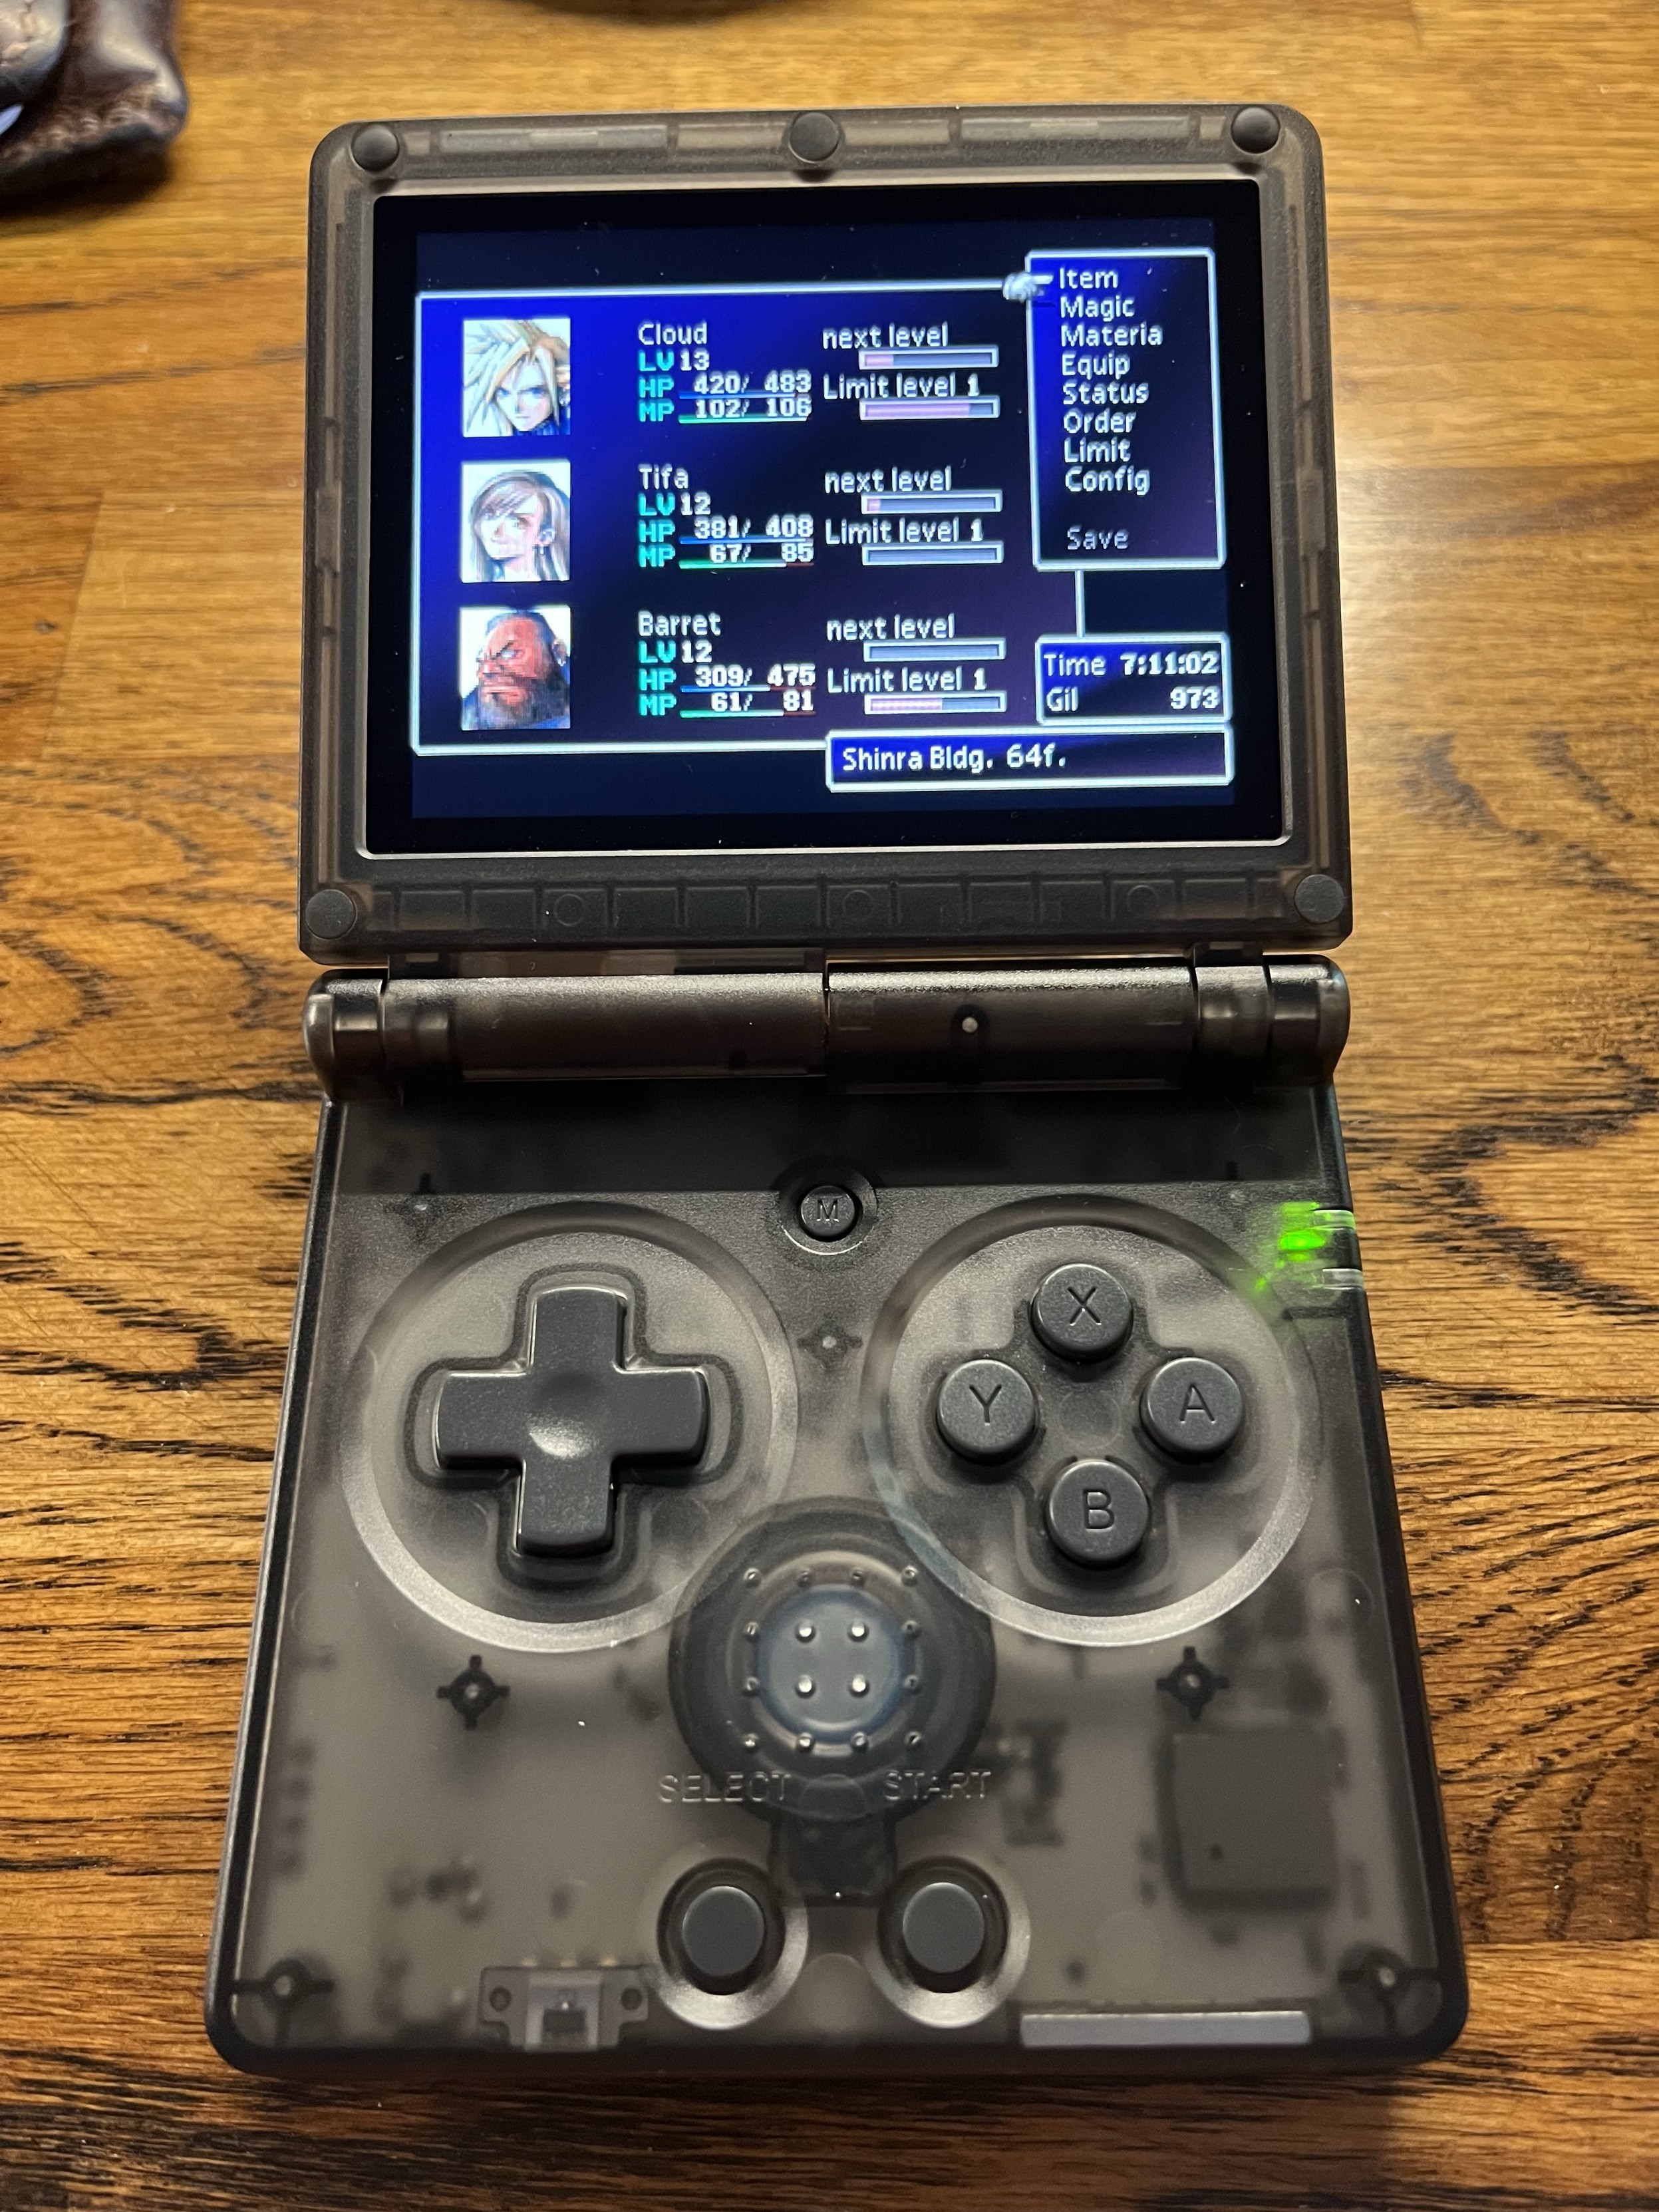 Cloud
LV 13
HP 420/ 483
MP 102/ 106
next level
Limit level 1
Tifa
LV 12
HP 381/ 408
MP 67/ 85
next level
Limit level 1
Barret
LV 12
HP 309/ 475
MP 61/ 81
next level
Limit level 1
Item
Magic
Materia
Equip
Status
Order
Limit
Config
Save
Time 7:11:02
Gil 973
Shinra Bldg. 64f.
M
X
Y
A
B
SELECT
START